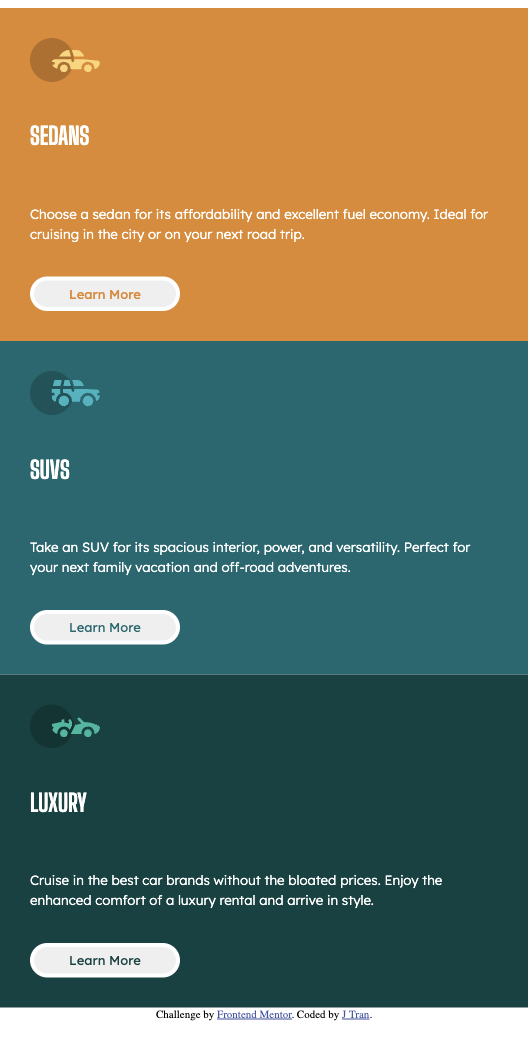 SEDANS
Choose a sedan for its affordability and excellent fuel economy. Ideal for
cruising in the city or on your next road trip.
Learn More
SUVS
Take an SUV for its spacious interior, power, and versatility. Perfect for
your next family vacation and off-road adventures.
Learn More
LUXURY
Cruise in the best car brands without the bloated prices. Enjoy the
enhanced comfort of a luxury rental and arrive in style.
Learn More
Challenge by Frontend Mentor. Coded by J Tran.